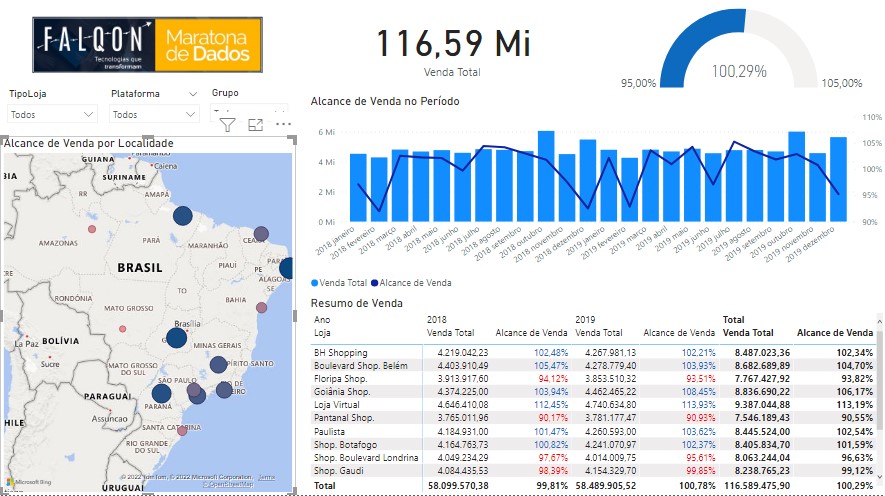 FALQON
Tecnologias que
transformam
Maratona
de Dados
116,59 Mi
Venda Total
100,29%
95,00%
105,00%
TipoLoja
Plataforma
Grupo
Todos
Todos
Alcance de Venda por Localidade
GUIANA
Paramaribo
Caiena
SURINAME
RR
AMAPÁ
AMAZONAS
PARÁ
MARANHÃO
CEARÁ
BRASIL
PIAUÍ
ALAGOAS
SE
TO
RONDÔNIA
BAHIA
MATO GROSSO
Brasília
La Paz
BOLÍVIA
Sucre
MINAS GERAIS
MATO GROSSO
DO SUL
SÃO PAULO
PARAGUAI
PARANÁ
Assuncao
SANTA CATARINA
RIO GRANDE
DO SUL
URUGUAI
Microsoft Bing
© 2022 TomTom, © 2022 Microsoft Corporation, Terms
© OpenStreetMap
Alcance de Venda no Período
6 Mi
4 Mi
2 Mi
0 Mi
110%
105%
100%
95%
90%
2018 janeiro
2018 fevereiro
2018 março
2018 abril
2018 maio
2018 junho
2018 julho
2018 agosto
2018 setembro
2018 outubro
2018 novembro
2018 dezembro
2019 janeiro
2019 fevereiro
2019 março
2019 abril
2019 maio
2019 junho
2019 julho
2019 agosto
2019 setembro
2019 outubro
2019 novembro
2019 dezembro
Venda Total Alcance de Venda
Resumo de Venda
Ano 2018 2019 Total
Loja Venda Total Alcance de Venda Venda Total Alcance de Venda Venda Total Alcance de Venda
BH Shopping 4.219.042,23 102,48% 4.267.981,13 102,21% 8.487.023,36 102,34%
Boulevard Shop. Belém 4.403.910,49 105,47% 4.278.779,40 103,93% 8.682.689,89 104,70%
Floripa Shop. 3.913.917,60 94,12% 3.853.510,32 93,51% 7.767.427,92 93,82%
Goiânia Shop. 4.374.225,00 103,94% 4.462.465,22 108,45% 8.836.690,22 106,17%
Loja Virtual 4.646.410,08 112,45% 4.740.634,80 113,93% 9.387.044,88 113,19%
Pantanal Shop. 3.765.011,96 90,17% 3.781.177,47 90,93% 7.546.189,43 90,55%
Paulista 4.184.931,00 101,47% 4.260.593,00 103,62% 8.445.524,00 102,54%
Shop. Botafogo 4.164.763,73 100,82% 4.241.070,97 102,37% 8.405.834,70 101,59%
Shop. Boulevard Londrina 4.049.234,29 97,67% 4.014.009,75 95,61% 8.063.244,04 96,63%
Shop. Gaudi 4.084.435,53 98,39% 4.154.329,70 99,85% 8.238.765,23 99,12%
Total 58.099.570,38 99,81% 58.489.905,52 100,78% 116.589.475,90 100,29%